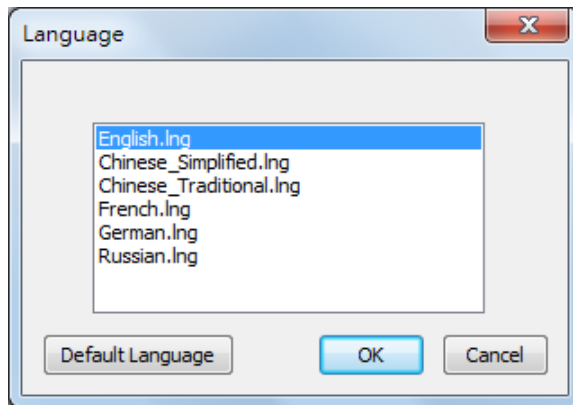 Language
English.lng
Chinese_Simplified.lng
Chinese_Traditional.lng
French.lng
German.lng
Russian.lng
Default Language OK Cancel